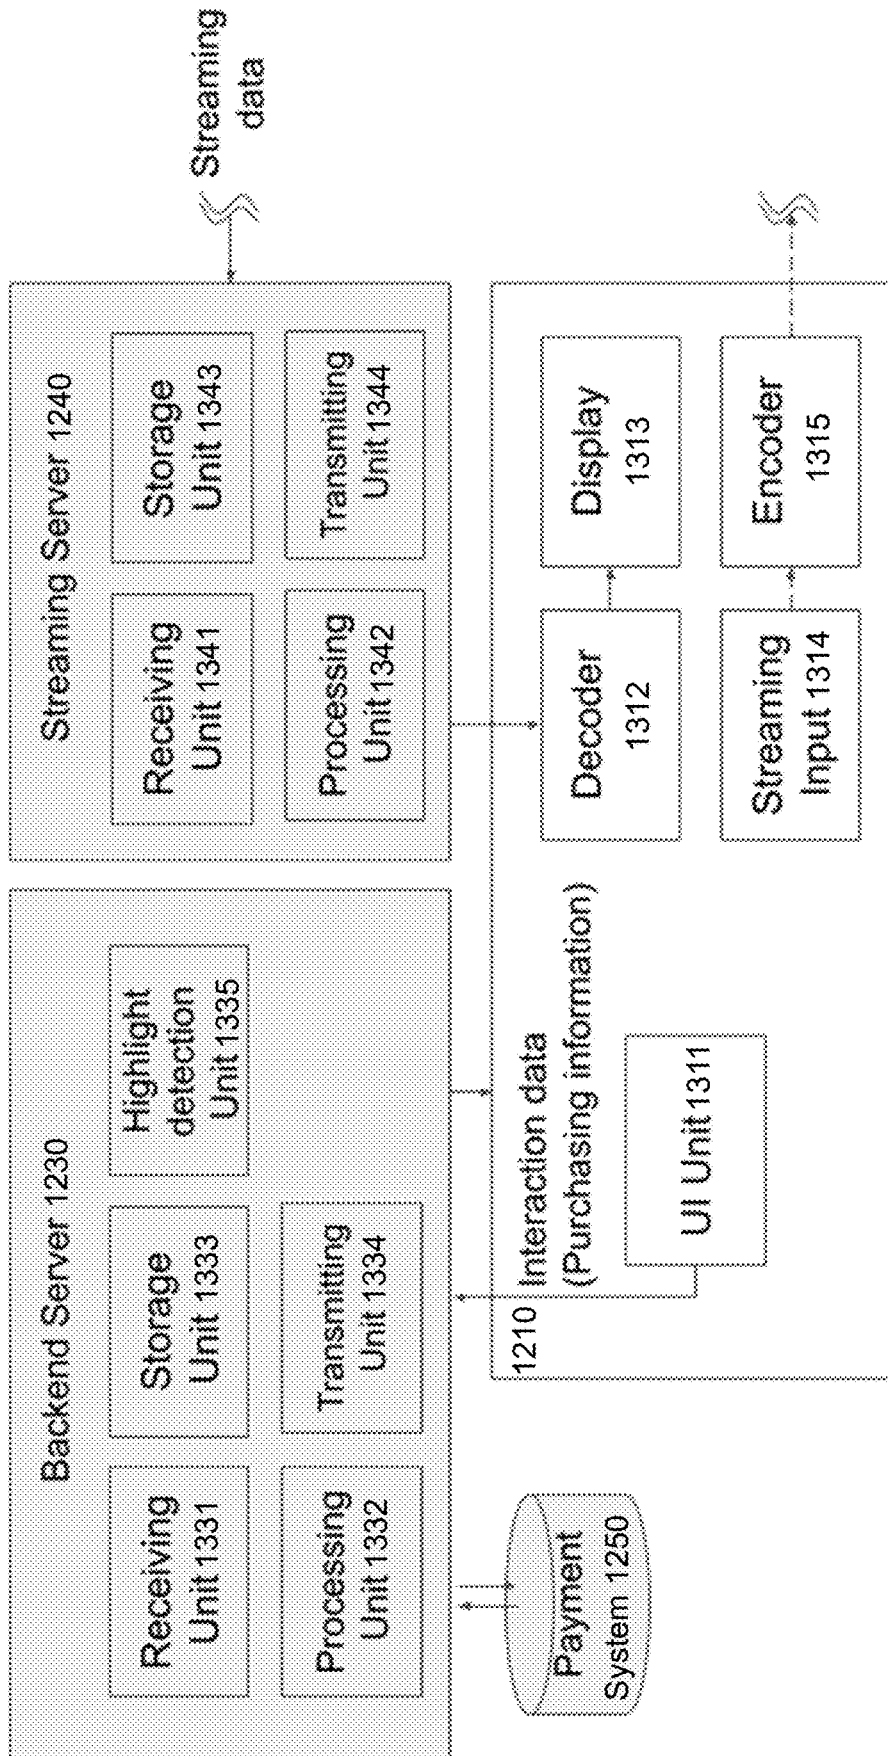 Backend Server 1230
Receiving
Unit 1331
Storage
Unit 1333
Highlight
detection
Unit 1335
Processing
Unit 1332
Transmitting
Unit 1334
Streaming Server 1240
Receiving
Unit 1341
Storage
Unit 1343
Processing
Unit 1342
Transmitting
Unit 1344
Streaming
data
Payment
System 1250
1210
Interaction data
(Purchasing information)
UI Unit 1311
Decoder
1312
Display
1313
Streaming
Input 1314
Encoder
1315